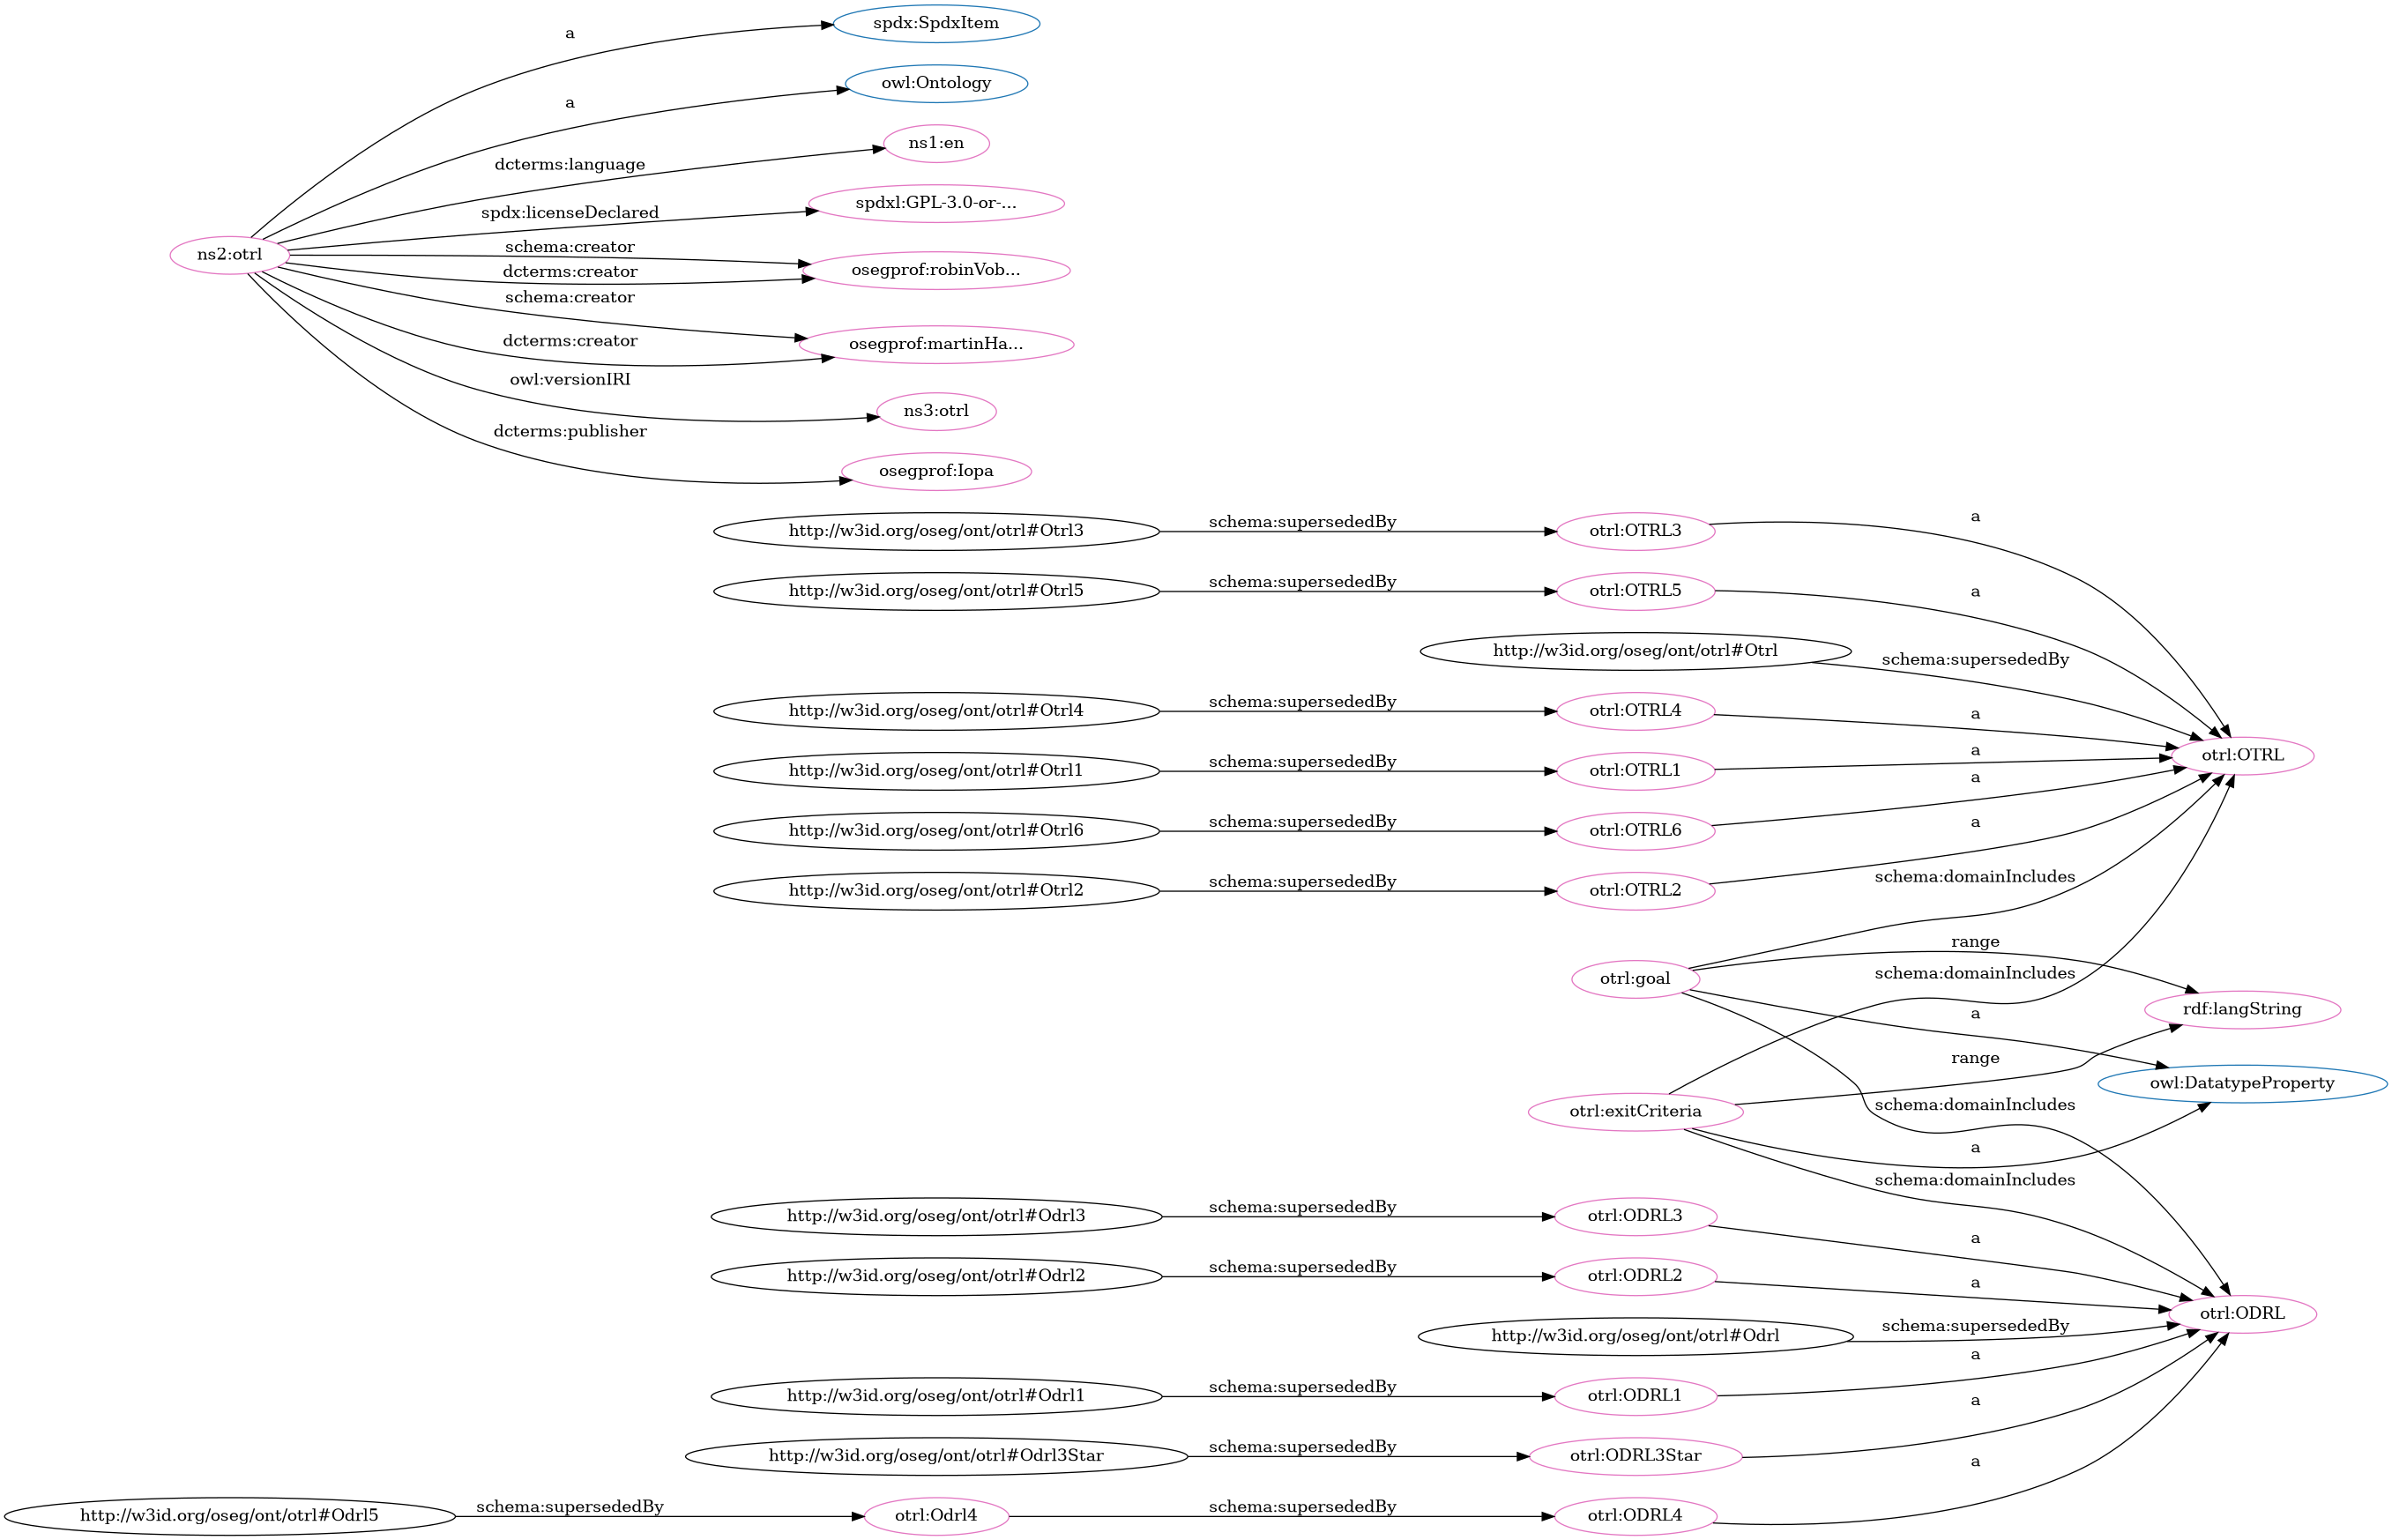 a
spdx:SpdxItem
a
owl:Ontology
dcterms:language
ns1:en
spdx:licenseDeclared
spdxl:GPL-3.0-or-...
ns2:otrl
schema:creator
osegprof:robinVob...
dcterms:creator
schema:creator
osegprof:martinHa...
dcterms:creator
owl:versionIRI
ns3:otrl
dcterms:publisher
osegprof:Iopa
http://w3id.org/oseg/ont/otrl#Otrl3
schema:supersededBy
otrl:OTRL3
a
http://w3id.org/oseg/ont/otrl#Otrl5
schema:supersededBy
otrl:OTRL5
a
http://w3id.org/oseg/ont/otrl#Otrl
schema:supersededBy
http://w3id.org/oseg/ont/otrl#Otrl4
schema:supersededBy
otrl:OTRL4
a
otrl:OTRL
http://w3id.org/oseg/ont/otrl#Otrl1
schema:supersededBy
otrl:OTRL1
a
http://w3id.org/oseg/ont/otrl#Otrl6
schema:supersededBy
otrl:OTRL6
a
http://w3id.org/oseg/ont/otrl#Otrl2
schema:supersededBy
otrl:OTRL2
a
schema:domainIncludes
range
otrl:goal
schema:domainIncludes
rdf:langString
a
range
owl:DatatypeProperty
otrl:exitCriteria
schema:domainIncludes
a
schema:domainIncludes
http://w3id.org/oseg/ont/otrl#Odrl3
schema:supersededBy
otrl:ODRL3
a
http://w3id.org/oseg/ont/otrl#Odrl2
schema:supersededBy
otrl:ODRL2
a
otrl:ODRL
http://w3id.org/oseg/ont/otrl#Odrl
schema:supersededBy
http://w3id.org/oseg/ont/otrl#Odrl1
schema:supersededBy
otrl:ODRL1
a
http://w3id.org/oseg/ont/otrl#Odrl3Star
schema:supersededBy
otrl:ODRL3Star
a
http://w3id.org/oseg/ont/otrl#Odrl5
schema:supersededBy
otrl:Odrl4
schema:supersededBy
otrl:ODRL4
a